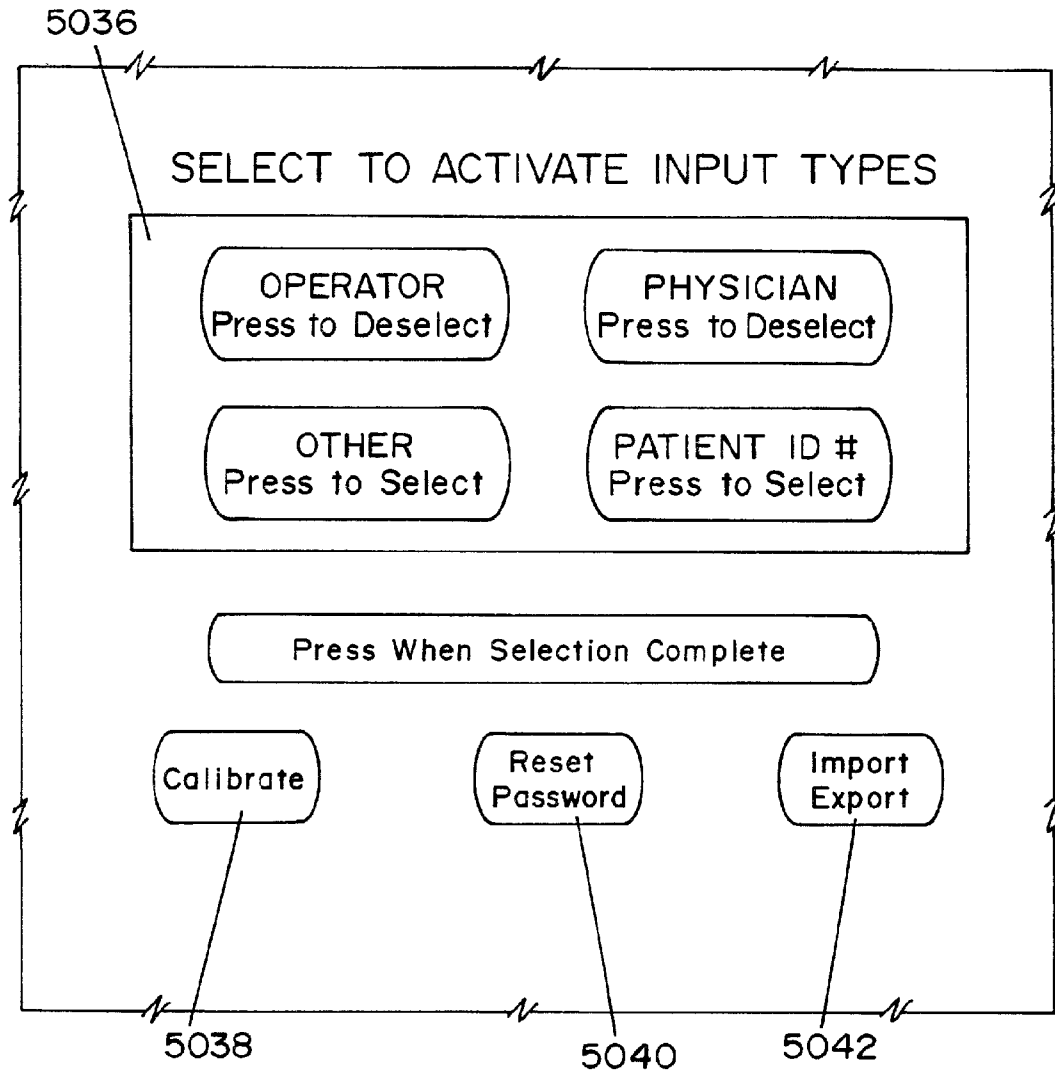 5036
SELECT TO ACTIVATE INPUT TYPES
OPERATOR
Press to Deselect
PHYSICIAN
Press to Deselect
OTHER
Press to Select
PATIENT ID #
Press to Select
Press When Selection Complete
Calibrate
Reset
Password
Import
Export
5038
5040
5042